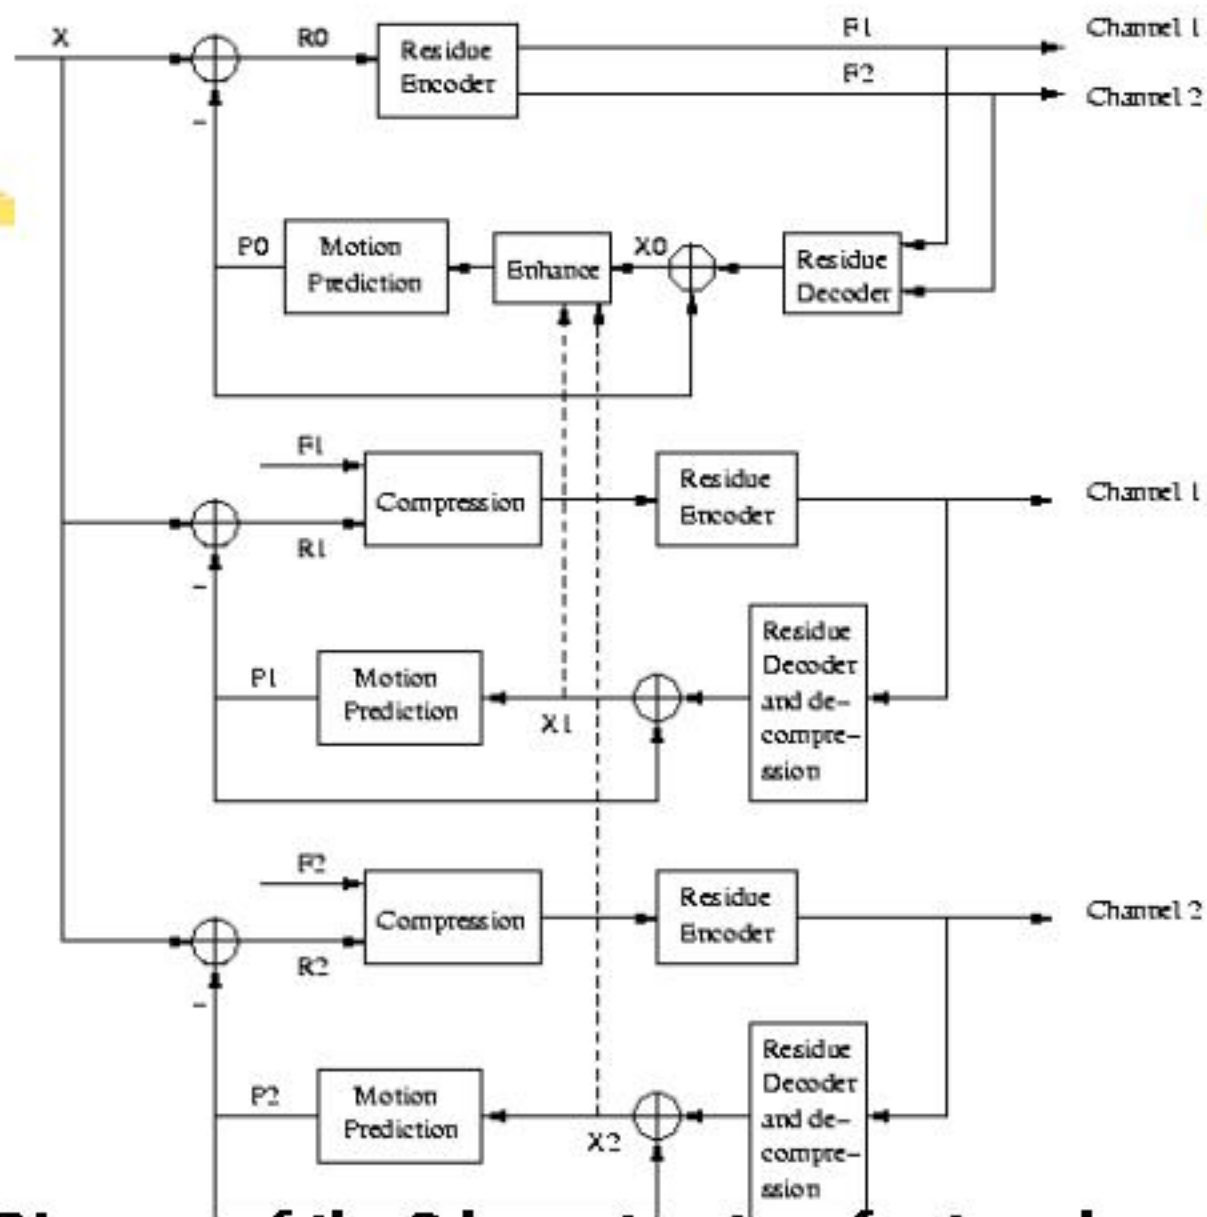 X
R0
Residue
Encoder
F1
Channel 1
F2
Channel 2
–
P0
Motion
Prediction
Enhance
X0
Residue
Decoder
F1
Compression
Residue
Encoder
Channel 1
R1
–
P1
Motion
Prediction
X1
Residue
Decoder
and de–
compre–
ssion
F2
Compression
Residue
Encoder
Channel 2
R2
–
P2
Motion
Prediction
X2
Residue
Decoder
and de–
compre–
ssion